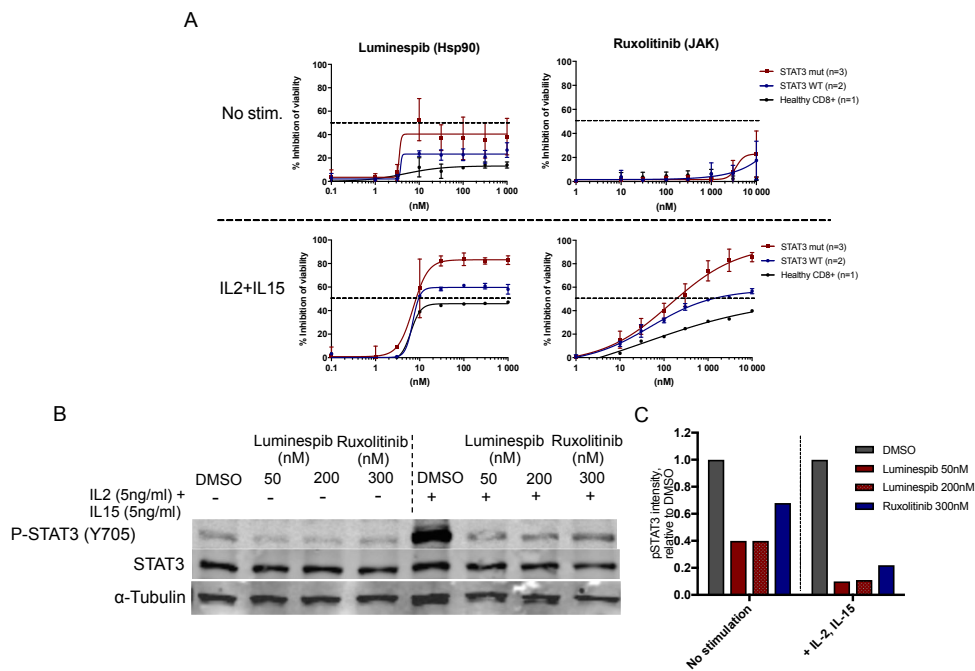 A
Luminespib (Hsp90)
Ruxolitinib (JAK)
No stim.
% Inhibition of viability
100
80
60
40
20
0
0.1 1 10 100 1 000
(nM)
% Inhibition of viability
100
80
60
40
20
0
1 10 100 1 000 10 000
(nM)
STAT3 mut (n=3)
STAT3 WT (n=2)
Healthy CD8+ (n=1)
IL2+IL15
% Inhibition of viability
100
80
60
40
20
0
0.1 1 10 100 1 000
(nM)
% Inhibition of viability
100
80
60
40
20
0
1 10 100 1 000 10 000
(nM)
STAT3 mut (n=3)
STAT3 WT (n=2)
Healthy CD8+ (n=1)
B
Luminespib Ruxolitinib Luminespib Ruxolitinib
(nM) (nM) (nM) (nM)
DMSO 50 200 300 DMSO 50 200 300
IL2 (5ng/ml) + - - - - + + + +
IL15 (5ng/ml)
P-STAT3 (Y705)
STAT3
α-Tubulin
C
pSTAT3 intensity,
relative to DMSO
1.2
1.0
0.8
0.6
0.4
0.2
0.0
No stimulation
+ IL-2, IL-15
DMSO
Luminespib 50nM
Luminespib 200nM
Ruxolitinib 300nM